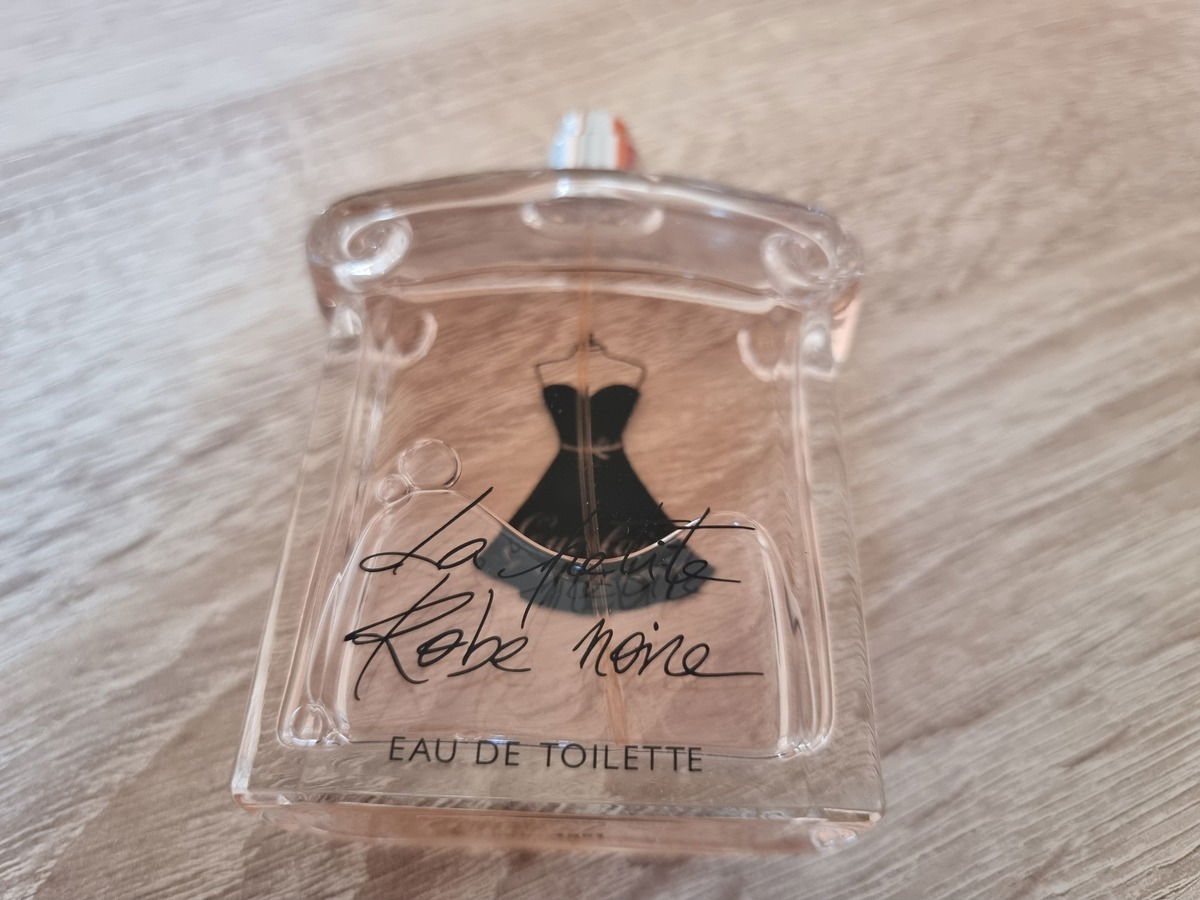 La petite
Robe noire
EAU DE TOILETTE